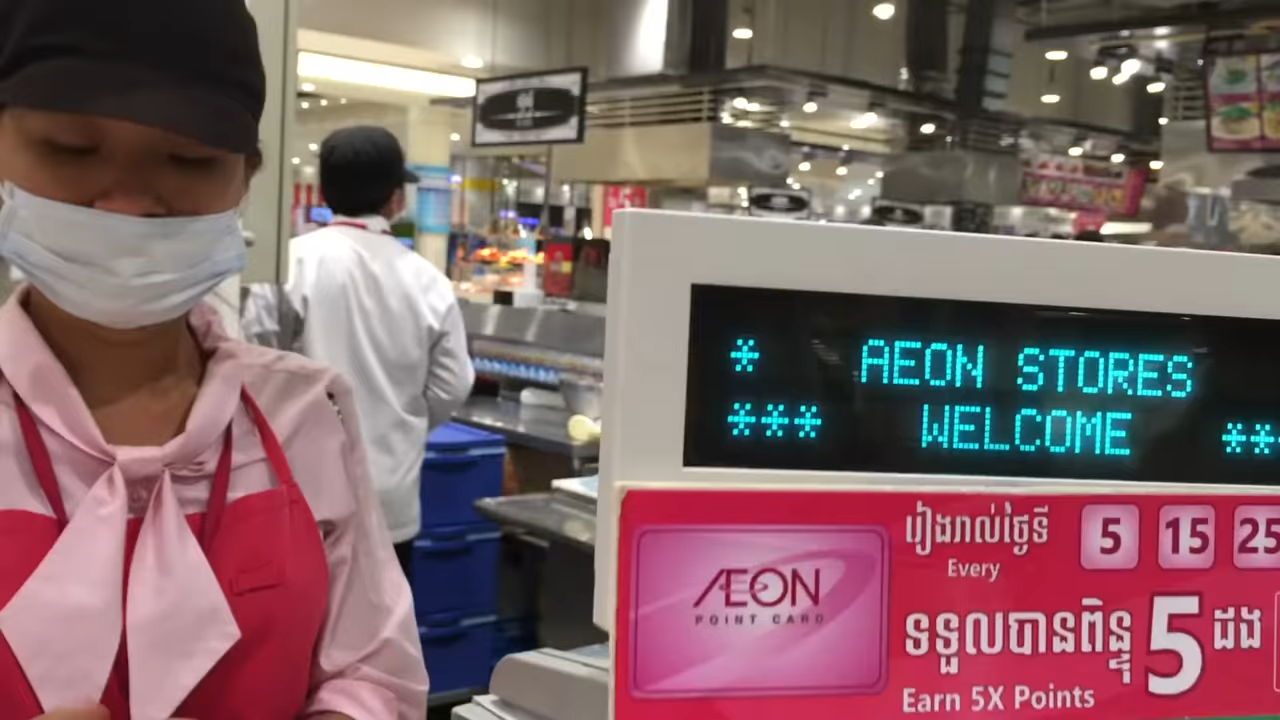 * AEON STORES
*** WELCOME **
AEON
POINT CARD
រៀងរាល់ថ្ងៃទី 5 15 25
Every
ទទួលបានពិន្ទុ 5 ដង
Earn 5X Points